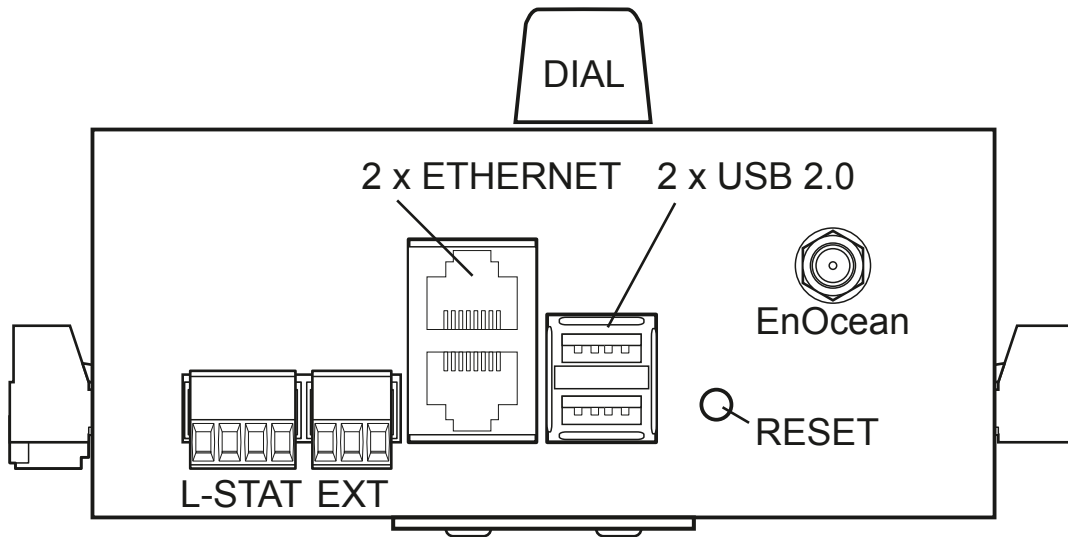 DIAL
2 x ETHERNET
2 x USB 2.0
EnOcean
RESET
L-STAT
EXT